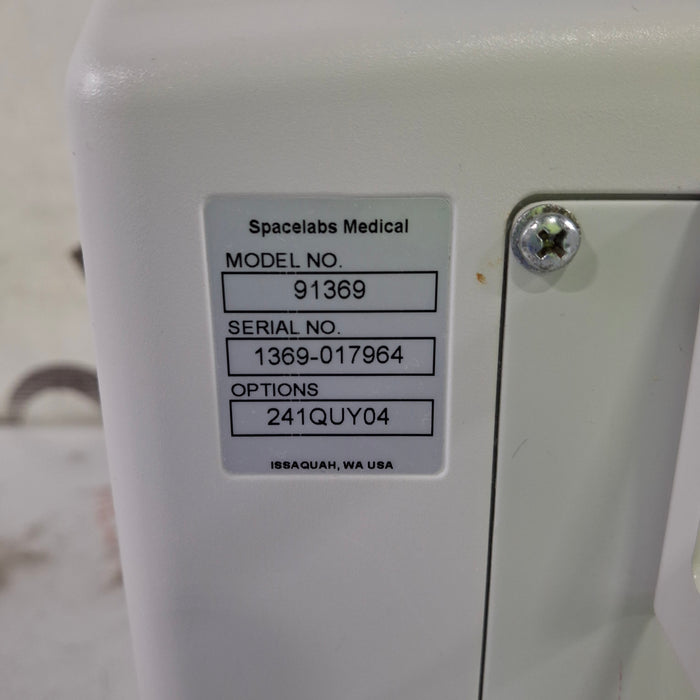 Spacelabs Medical
MODEL NO.
91369
SERIAL NO.
1369-017964
OPTIONS
241QUY04
ISSAQUAH, WA USA